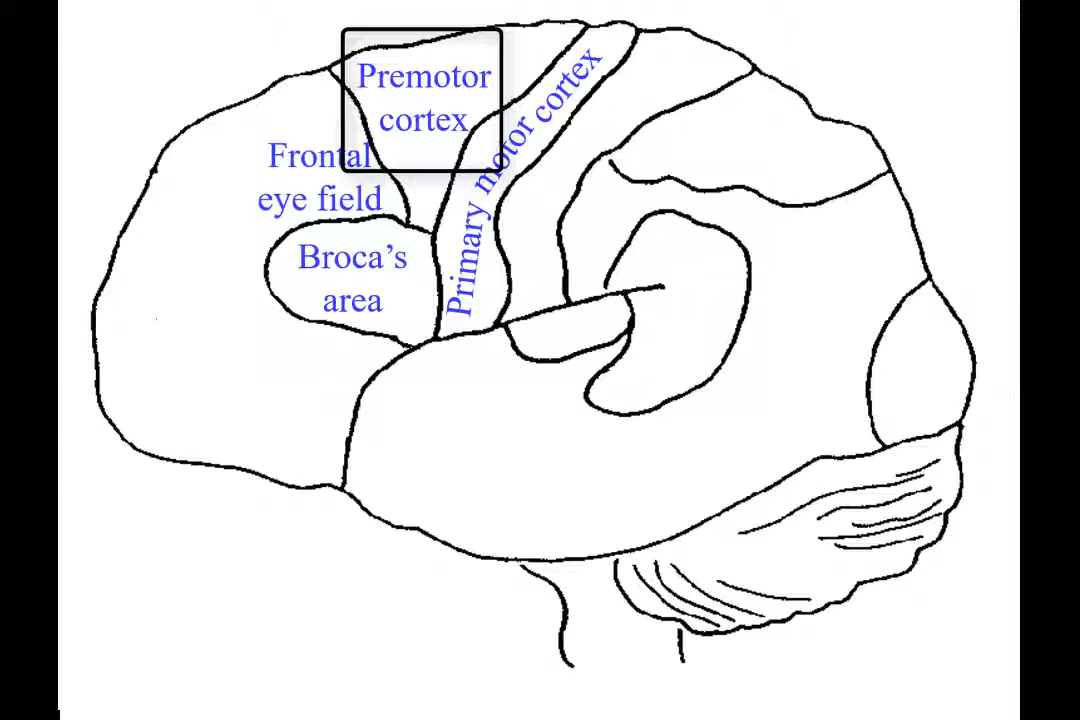 Premotor
cortex
Primary motor cortex
Frontal
eye field
Broca’s
area